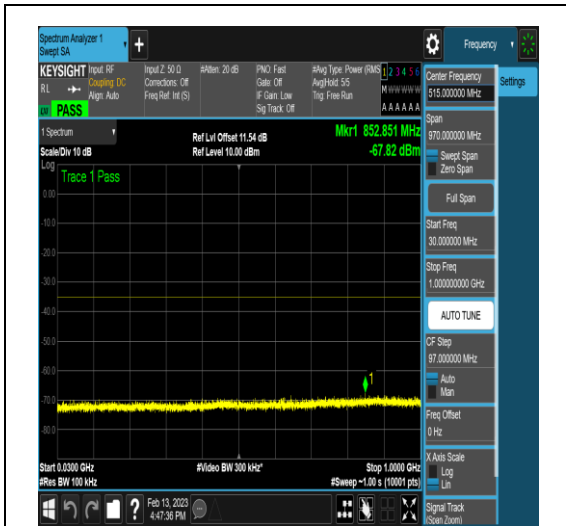 Spectrum Analyzer 1
Swept SA
+
Frequency
KEYSIGHT
RL
Input: RF
Coupling: DC
Align: Auto
Input Z: 50 Ω
Corrections: Off
Freq Ref: Int (S)
#Atten: 20 dB
PNO: Fast
Gate: Off
IF Gain: Low
Sig Track: Off
#Avg Type: Power (RMS
Avg|Hold: 5/5
Trig: Free Run
1 2 3 4 5 6
M W W W W W
A A A A A A
PASS
1 Spectrum
Scale/Div 10 dB
Ref Lvl Offset 11.54 dB
Ref Level 10.00 dBm
Mkr1 852.851 MHz
-67.82 dBm
Log
Trace 1 Pass
0.00
-10.0
-20.0
-30.0
-40.0
-50.0
-60.0
-70.0
-80.0
1
Start 0.0300 GHz
#Res BW 100 kHz
#Video BW 300 kHz*
Stop 1.0000 GHz
#Sweep ~1.00 s (10001 pts)
Feb 13, 2023
4:47:36 PM
Center Frequency
515.000000 MHz
Settings
Span
970.000000 MHz
Swept Span
Zero Span
Full Span
Start Freq
30.000000 MHz
Stop Freq
1.000000000 GHz
AUTO TUNE
CF Step
97.000000 MHz
Auto
Man
Freq Offset
0 Hz
X Axis Scale
Log
Lin
Signal Track
(Span Zoom)